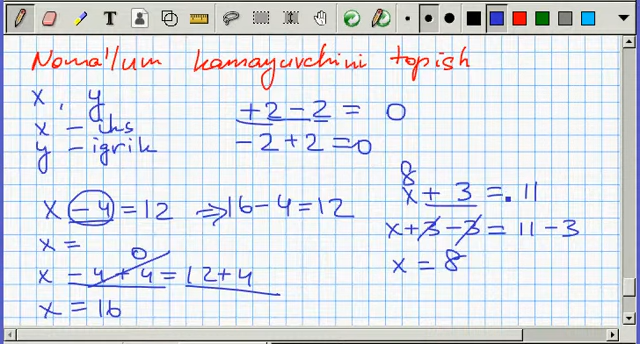 Noma'lum kamayuvchini topish
x, y
x - iks
y = igrik
+2 - 2 = 0
-2 + 2 = 0
x - 4 = 12 => 16 - 4 = 12
x =
0
x - 4 + 4 = 12 + 4
x = 16
8
x + 3 = 11
x + 3 - 3 = 11 - 3
x = 8